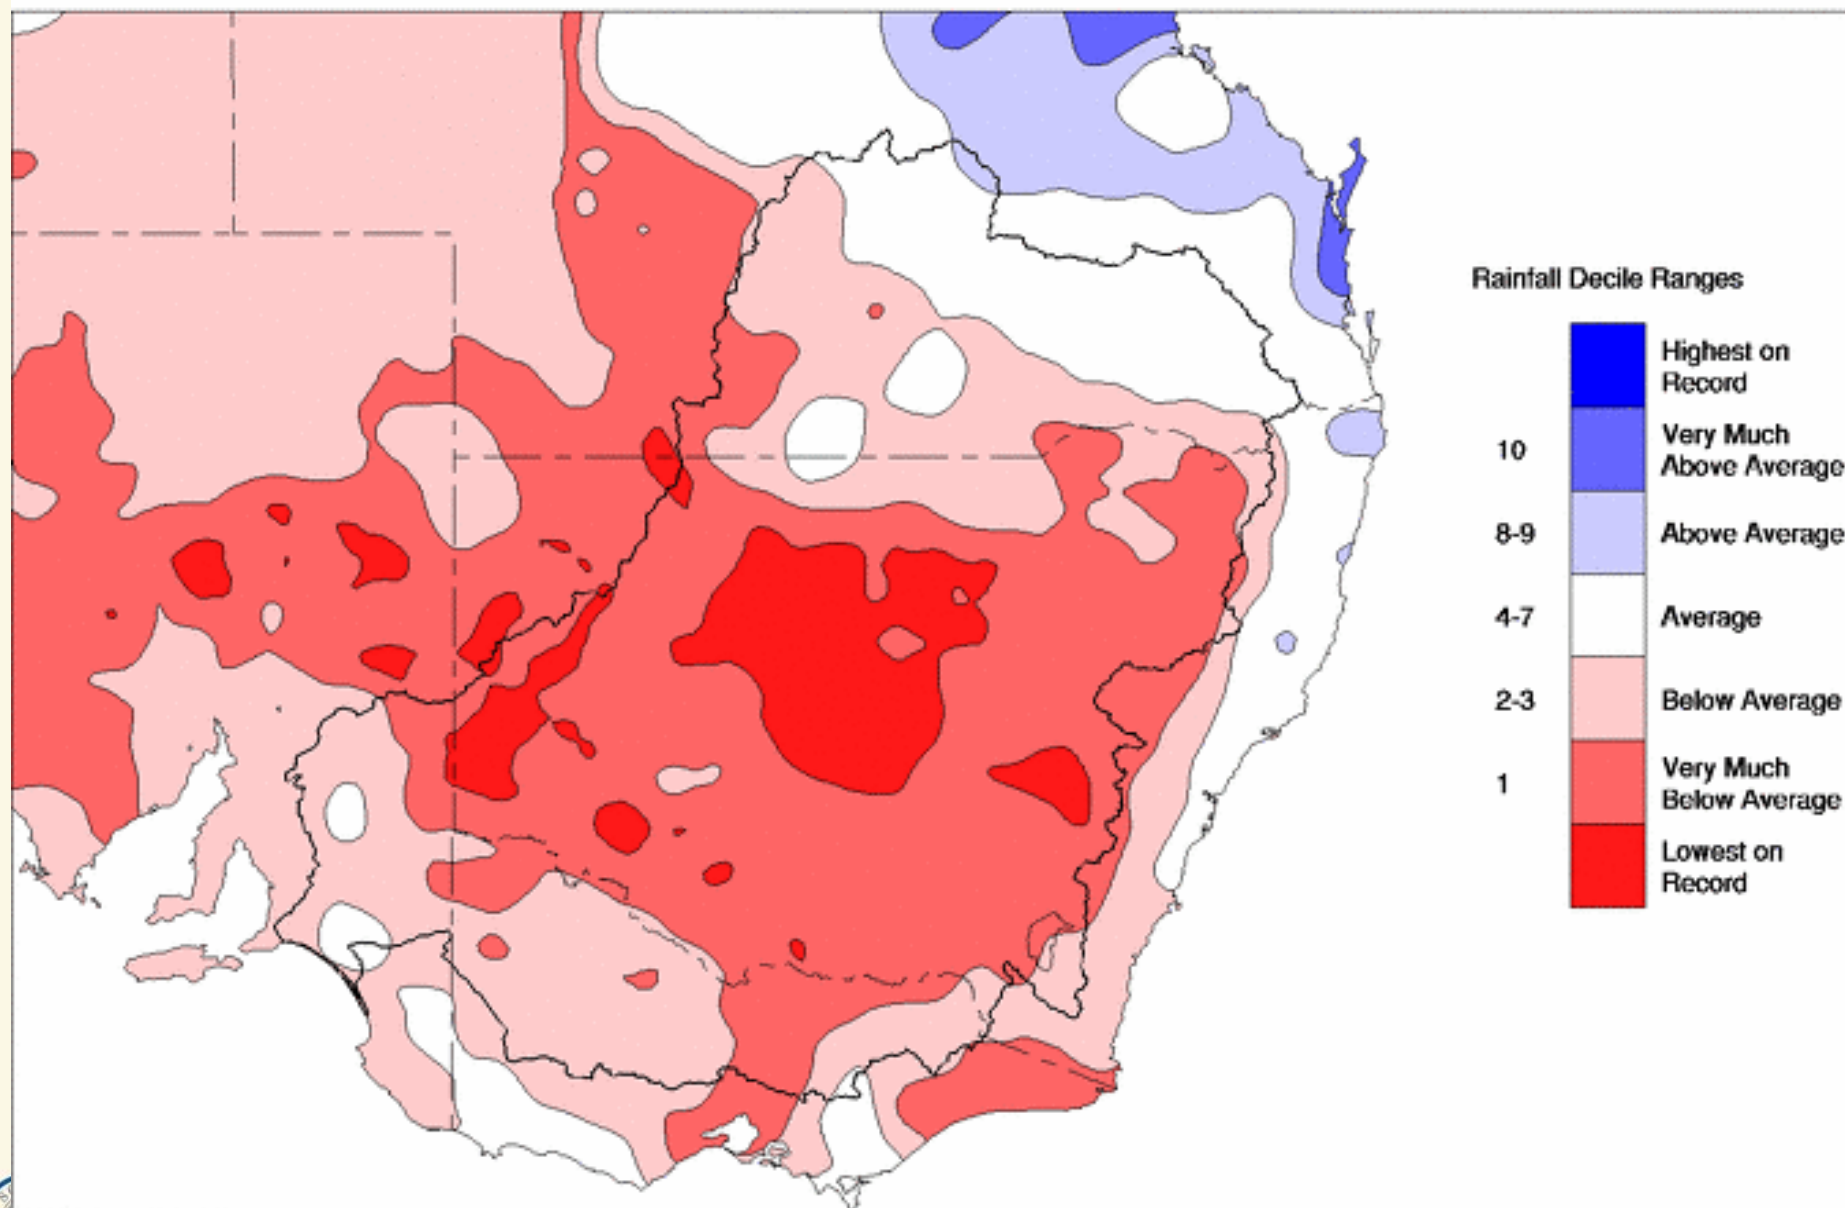 Rainfall Decile Ranges
Highest on
Record
10
Very Much
Above Average
8-9
Above Average
4-7
Average
2-3
Below Average
1
Very Much
Below Average
Lowest on
Record